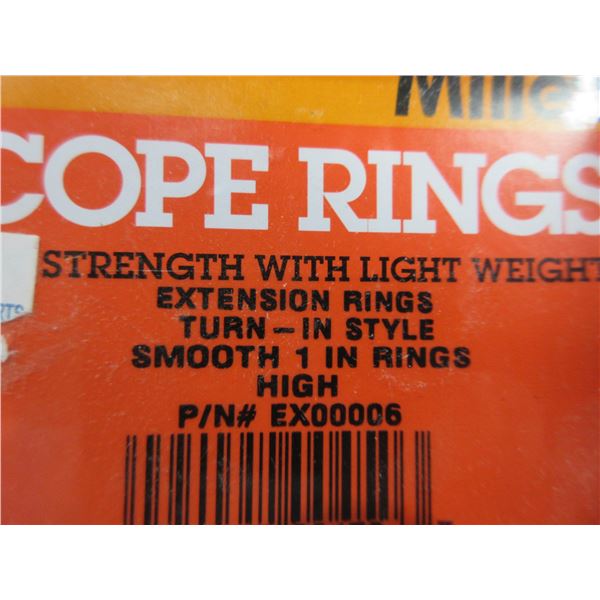 COPE RINGS
STRENGTH WITH LIGHT WEIGHT
EXTENSION RINGS
TURN-IN STYLE
SMOOTH 1 IN RINGS
HIGH
P/N# EX00006